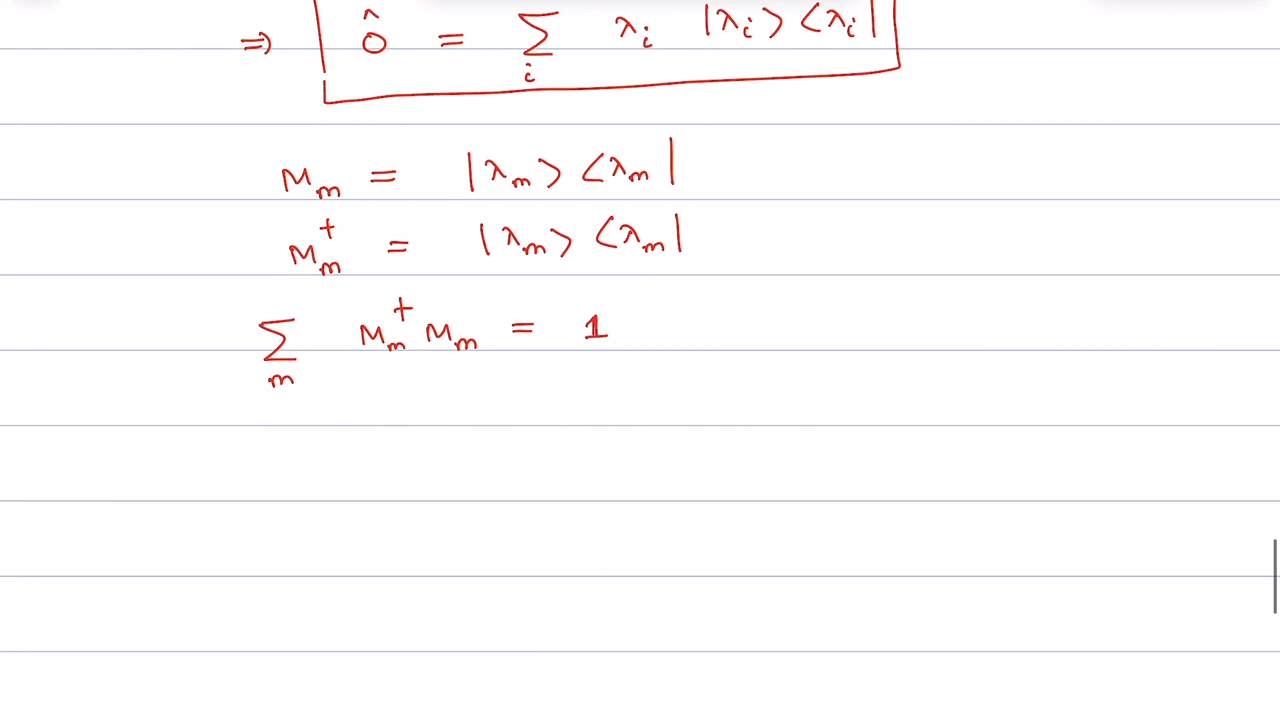 ⇒ Ô = Σ_i λ_i |λ_i> <λ_i|
M_m = |λ_m> <λ_m|
M_m^† = |λ_m> <λ_m|
Σ_m M_m^† M_m = 1